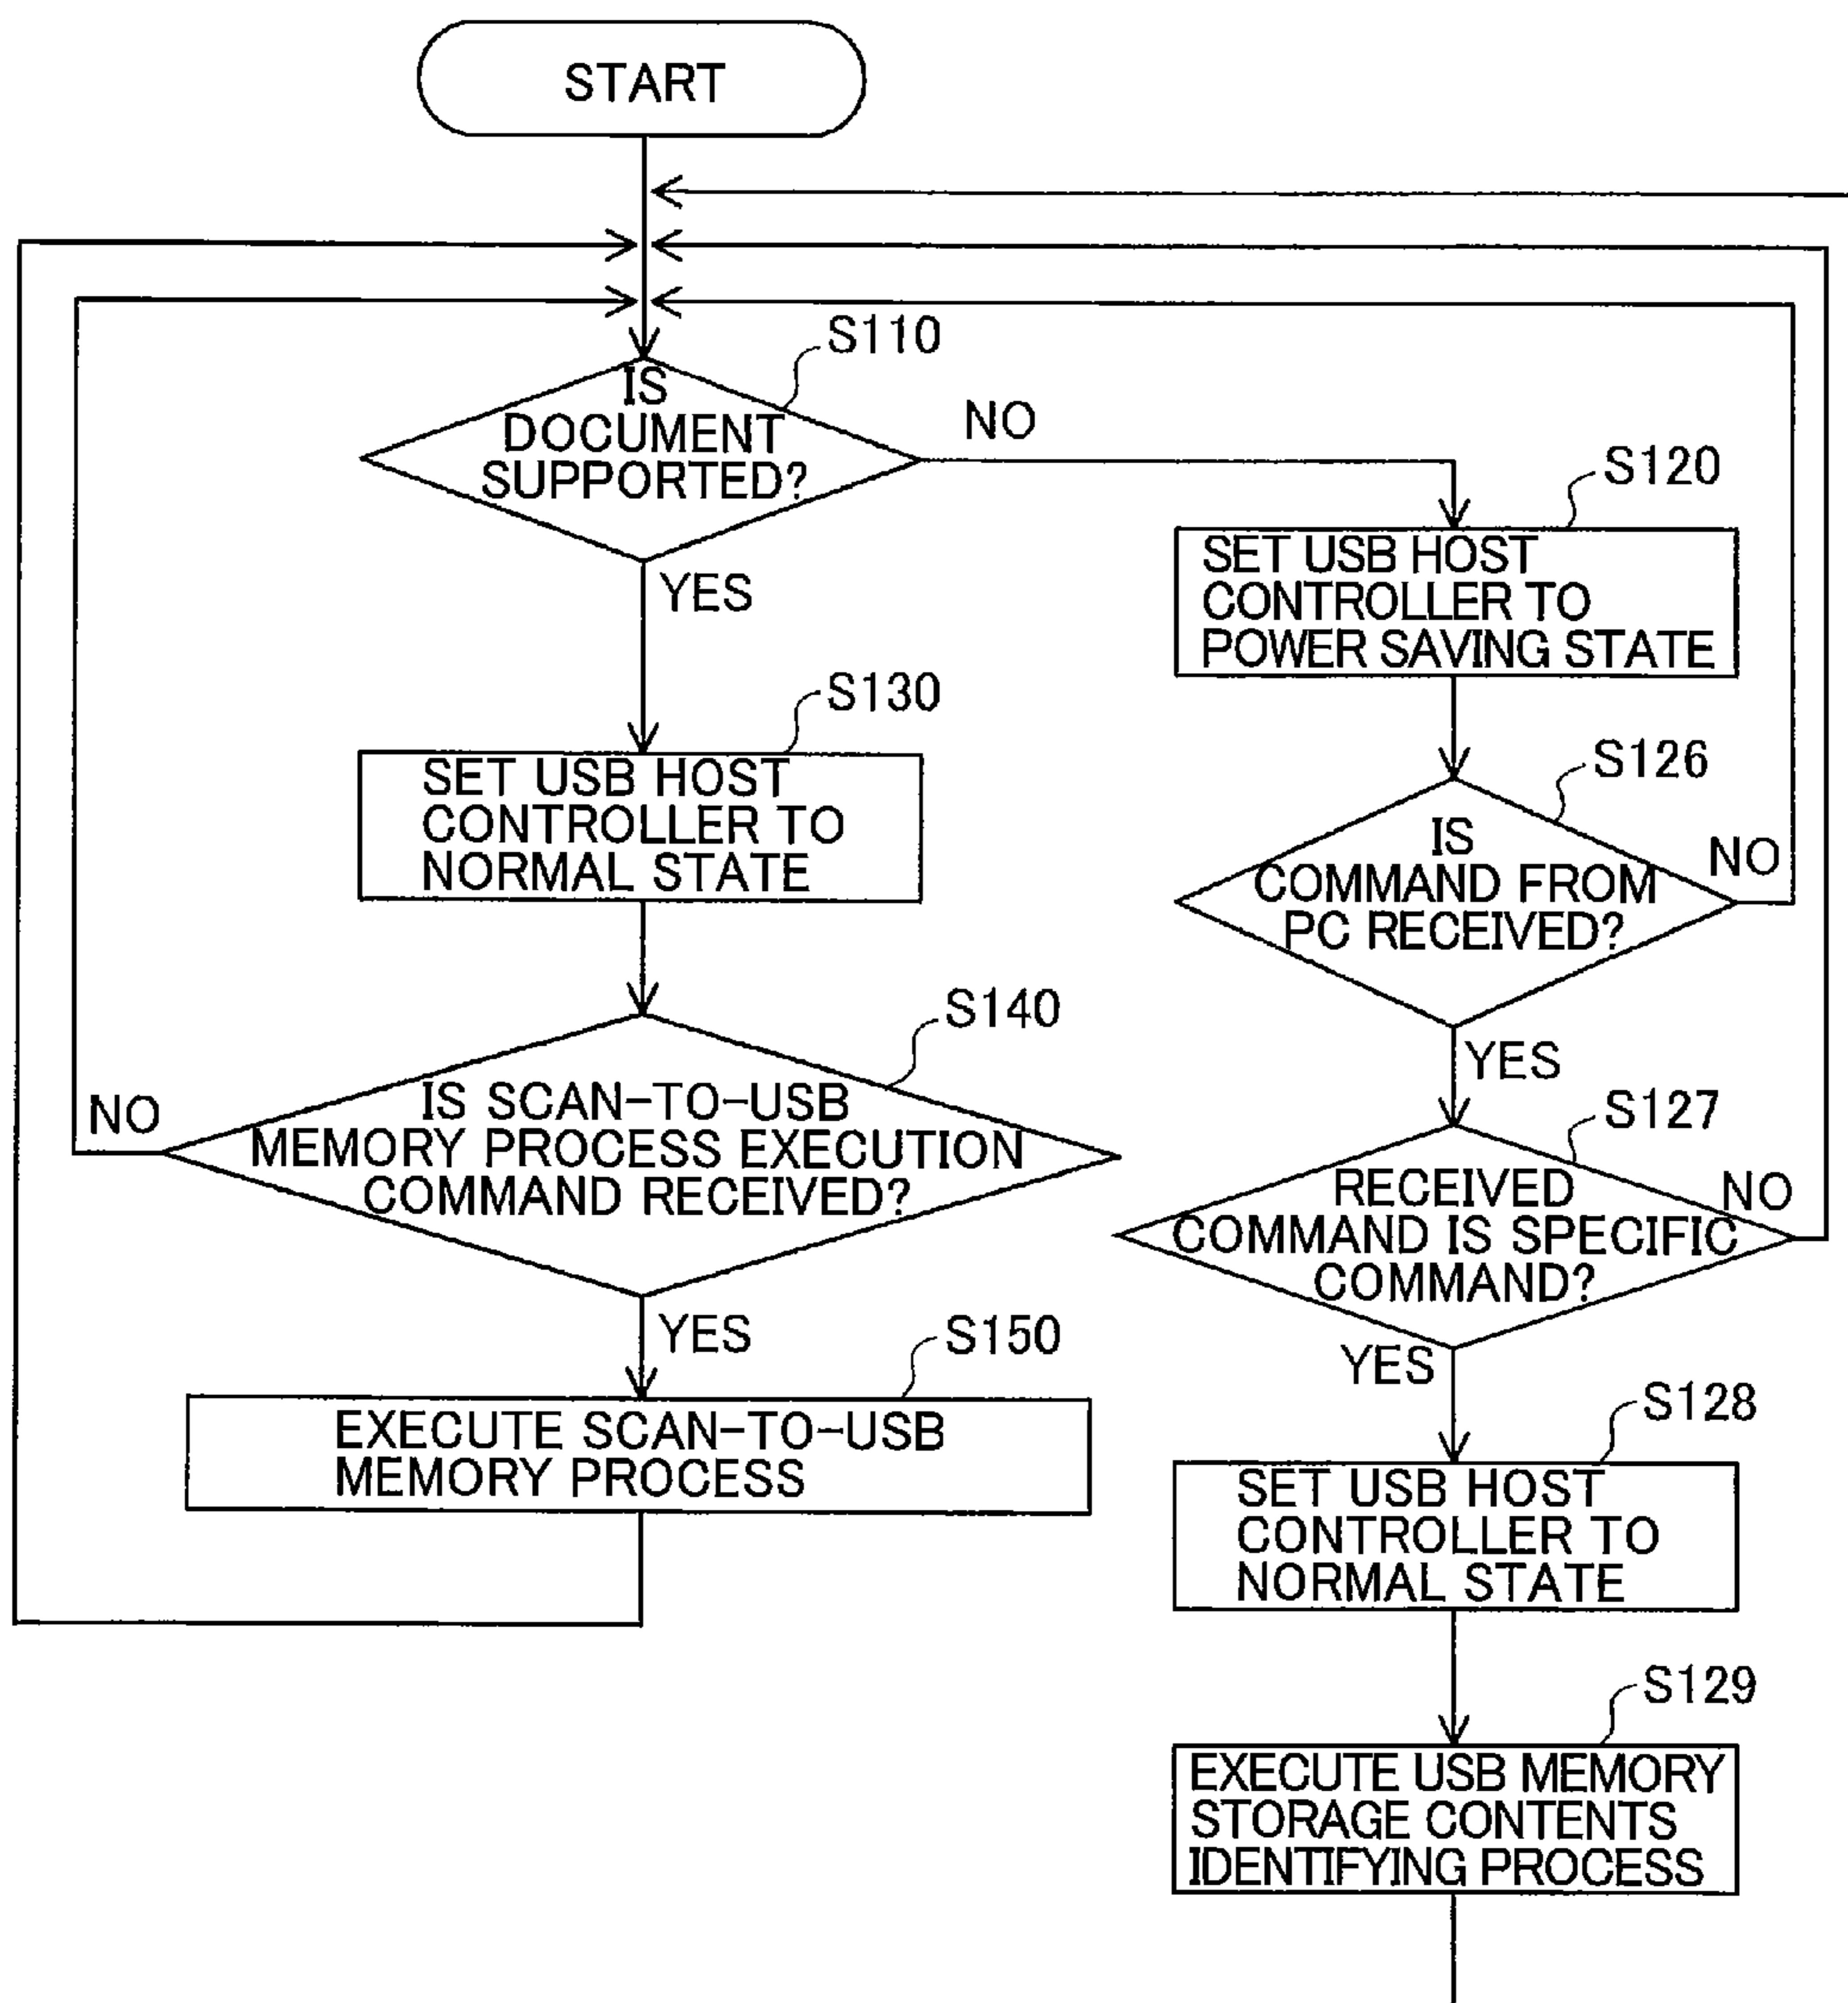 START
S110
IS
DOCUMENT
SUPPORTED?
NO
YES
S120
SET USB HOST
CONTROLLER TO
POWER SAVING STATE
S130
SET USB HOST
CONTROLLER TO
NORMAL STATE
S126
IS
COMMAND FROM
PC RECEIVED?
NO
YES
S140
IS SCAN-TO-USB
MEMORY PROCESS EXECUTION
COMMAND RECEIVED?
NO
YES
S127
RECEIVED
COMMAND IS SPECIFIC
COMMAND?
NO
YES
S150
EXECUTE SCAN-TO-USB
MEMORY PROCESS
S128
SET USB HOST
CONTROLLER TO
NORMAL STATE
S129
EXECUTE USB MEMORY
STORAGE CONTENTS
IDENTIFYING PROCESS